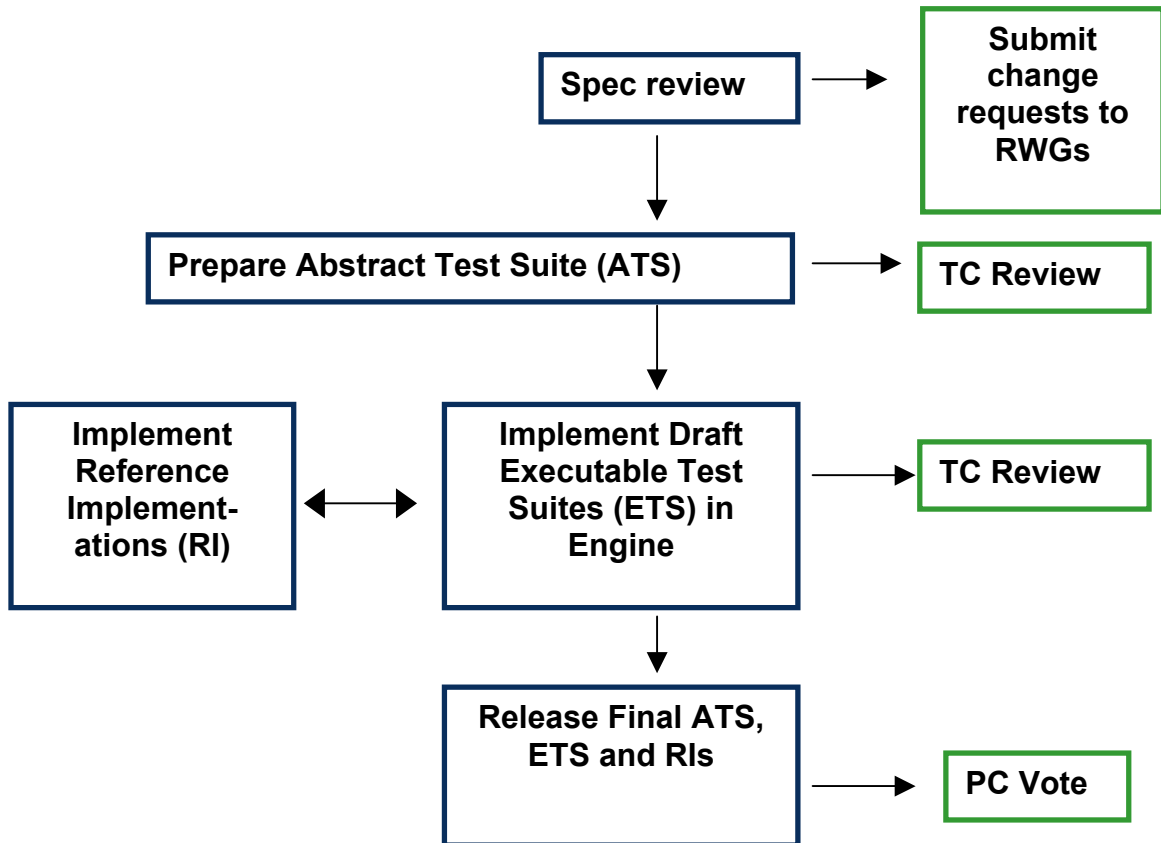 Spec review
Submit
change
requests to
RWGs
Prepare Abstract Test Suite (ATS)
TC Review
Implement
Reference
Implement-
ations (RI)
Implement Draft
Executable Test
Suites (ETS) in
Engine
TC Review
Release Final ATS,
ETS and RIs
PC Vote